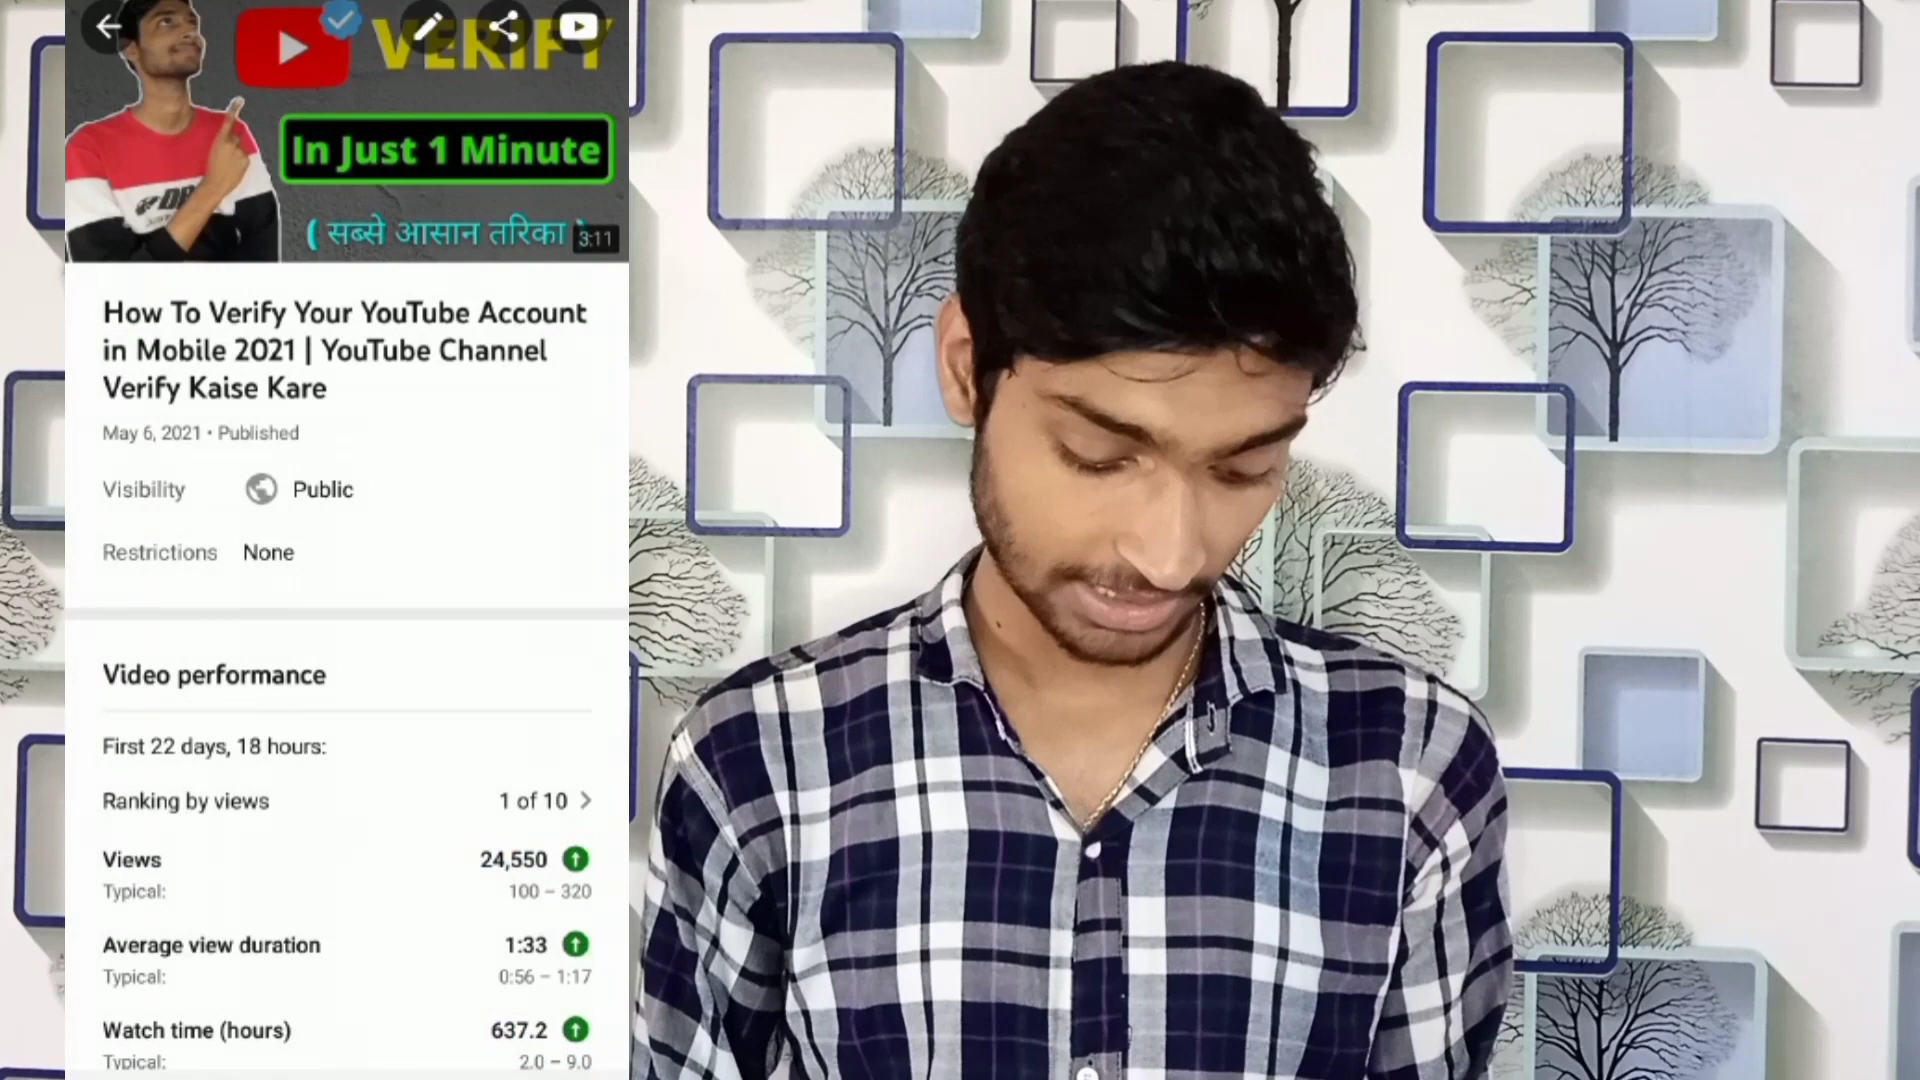 VERIFY
In Just 1 Minute
( सब्से आसान तरिका )
3:11
How To Verify Your YouTube Account
in Mobile 2021 | YouTube Channel
Verify Kaise Kare
May 6, 2021 • Published
Visibility Public
Restrictions None
Video performance
First 22 days, 18 hours:
Ranking by views 1 of 10
Views 24,550
Typical: 100 – 320
Average view duration 1:33
Typical: 0:56 – 1:17
Watch time (hours) 637.2
Typical: 2.0 – 9.0